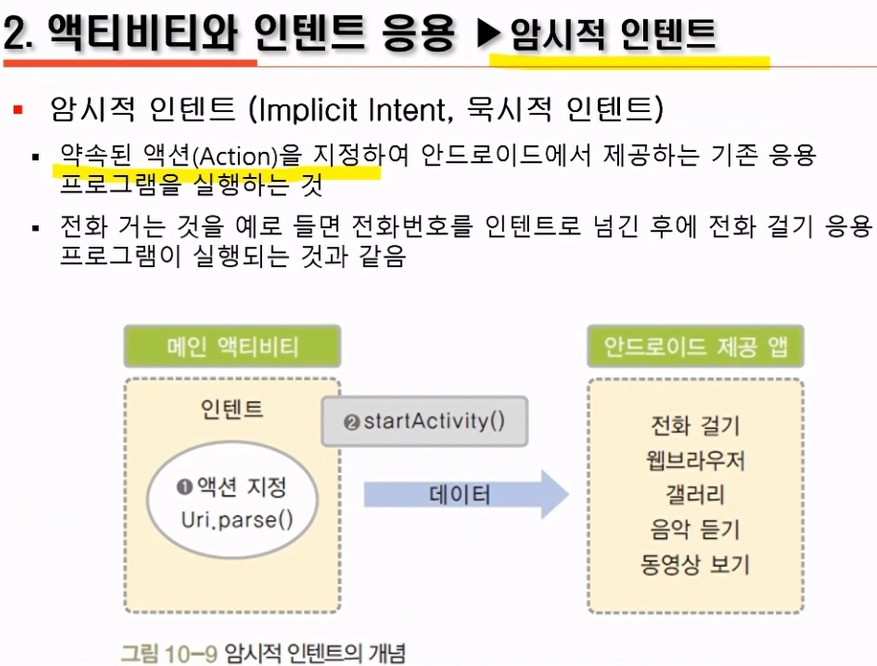 2. 액티비티와 인텐트 응용 ▶암시적 인텐트
▪ 암시적 인텐트 (Implicit Intent, 묵시적 인텐트)
▪ 약속된 액션(Action)을 지정하여 안드로이드에서 제공하는 기존 응용
프로그램을 실행하는 것
▪ 전화 거는 것을 예로 들면 전화번호를 인텐트로 넘긴 후에 전화 걸기 응용
프로그램이 실행되는 것과 같음
메인 액티비티
인텐트
❶액션 지정
Uri.parse()
❷startActivity()
데이터
안드로이드 제공 앱
전화 걸기
웹브라우저
갤러리
음악 듣기
동영상 보기
그림 10-9 암시적 인텐트의 개념